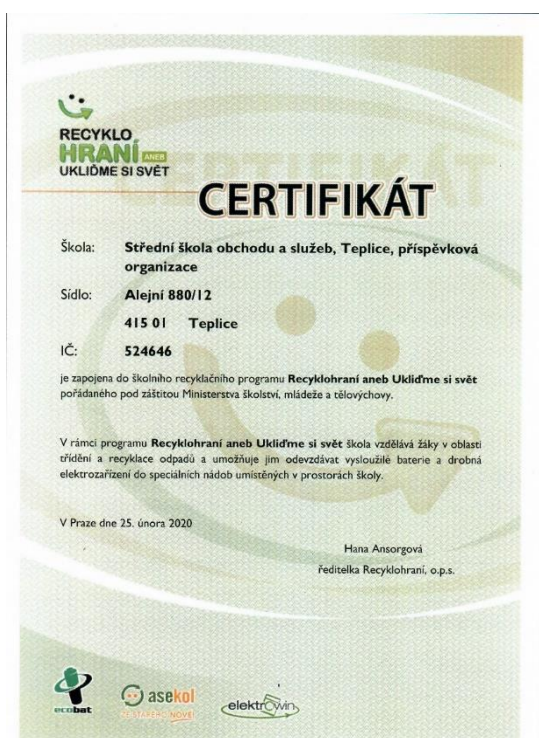 RECYKLO
HRANÍ ANEB
UKLIĎME SI SVĚT
CERTIFIKÁT
Škola: Střední škola obchodu a služeb, Teplice, příspěvková
organizace
Sídlo: Alejní 880/12
415 01 Teplice
IČ: 524646
je zapojena do školního recyklačního programu Recyklohraní aneb Ukliďme si svět
pořádaného pod záštitou Ministerstva školství, mládeže a tělovýchovy.
V rámci programu Recyklohraní aneb Ukliďme si svět škola vzdělává žáky v oblasti
třídění a recyklace odpadů a umožňuje jim odevzdávat vysloužilé baterie a drobná
elektrozařízení do speciálních nádob umístěných v prostorách školy.
V Praze dne 25. února 2020
Hana Ansorgová
ředitelka Recyklohraní, o.p.s.
ecobat
asekol
ZE STARÉHO NOVÉ!
elektrowin